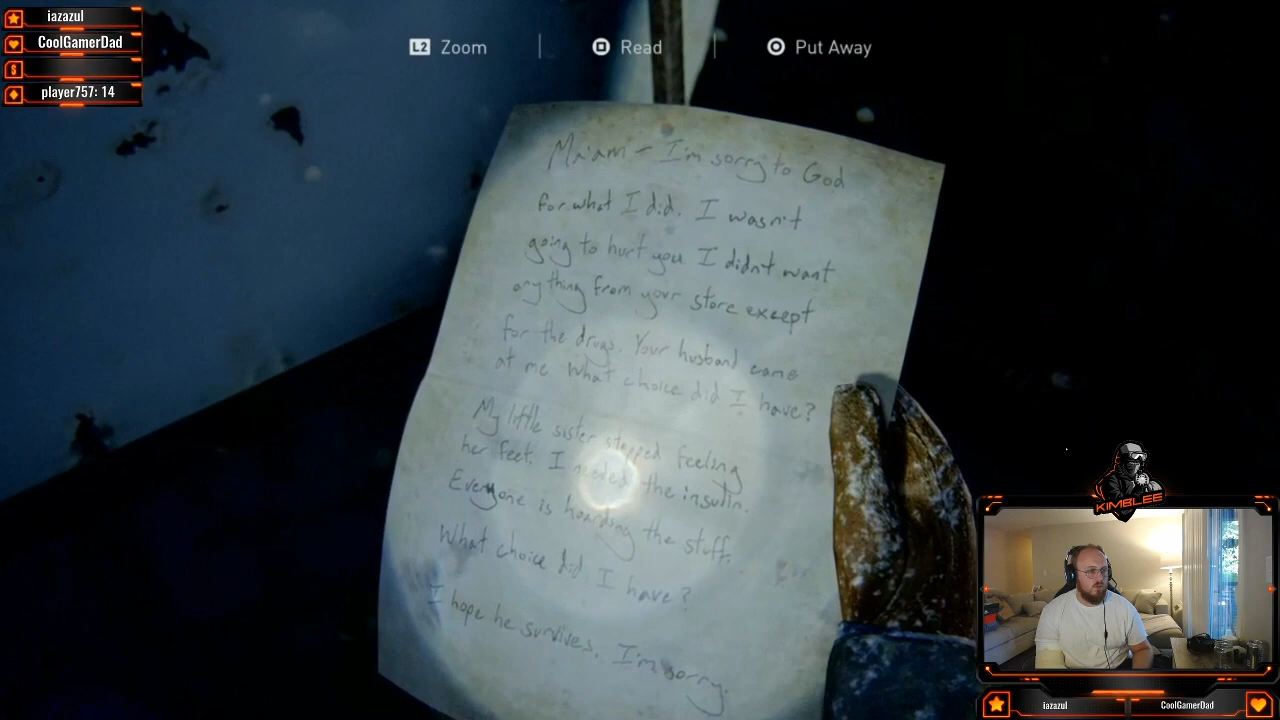 iazazul
CoolGamerDad
$
player757: 14
L2 Zoom
Read
Put Away
Ma'am - I'm sorry to God
for what I did. I wasn't
going to hurt you I didn't want
anything from your store except
for the drugs. Your husband came
at me What choice did I have?
My little sister stopped feeling
her feet. I needed the insulin.
Everyone is hoarding the stuff.
What choice did I have?
I hope he survives. I'm sorry.
KIMBLEE
iazazul
CoolGamerDad